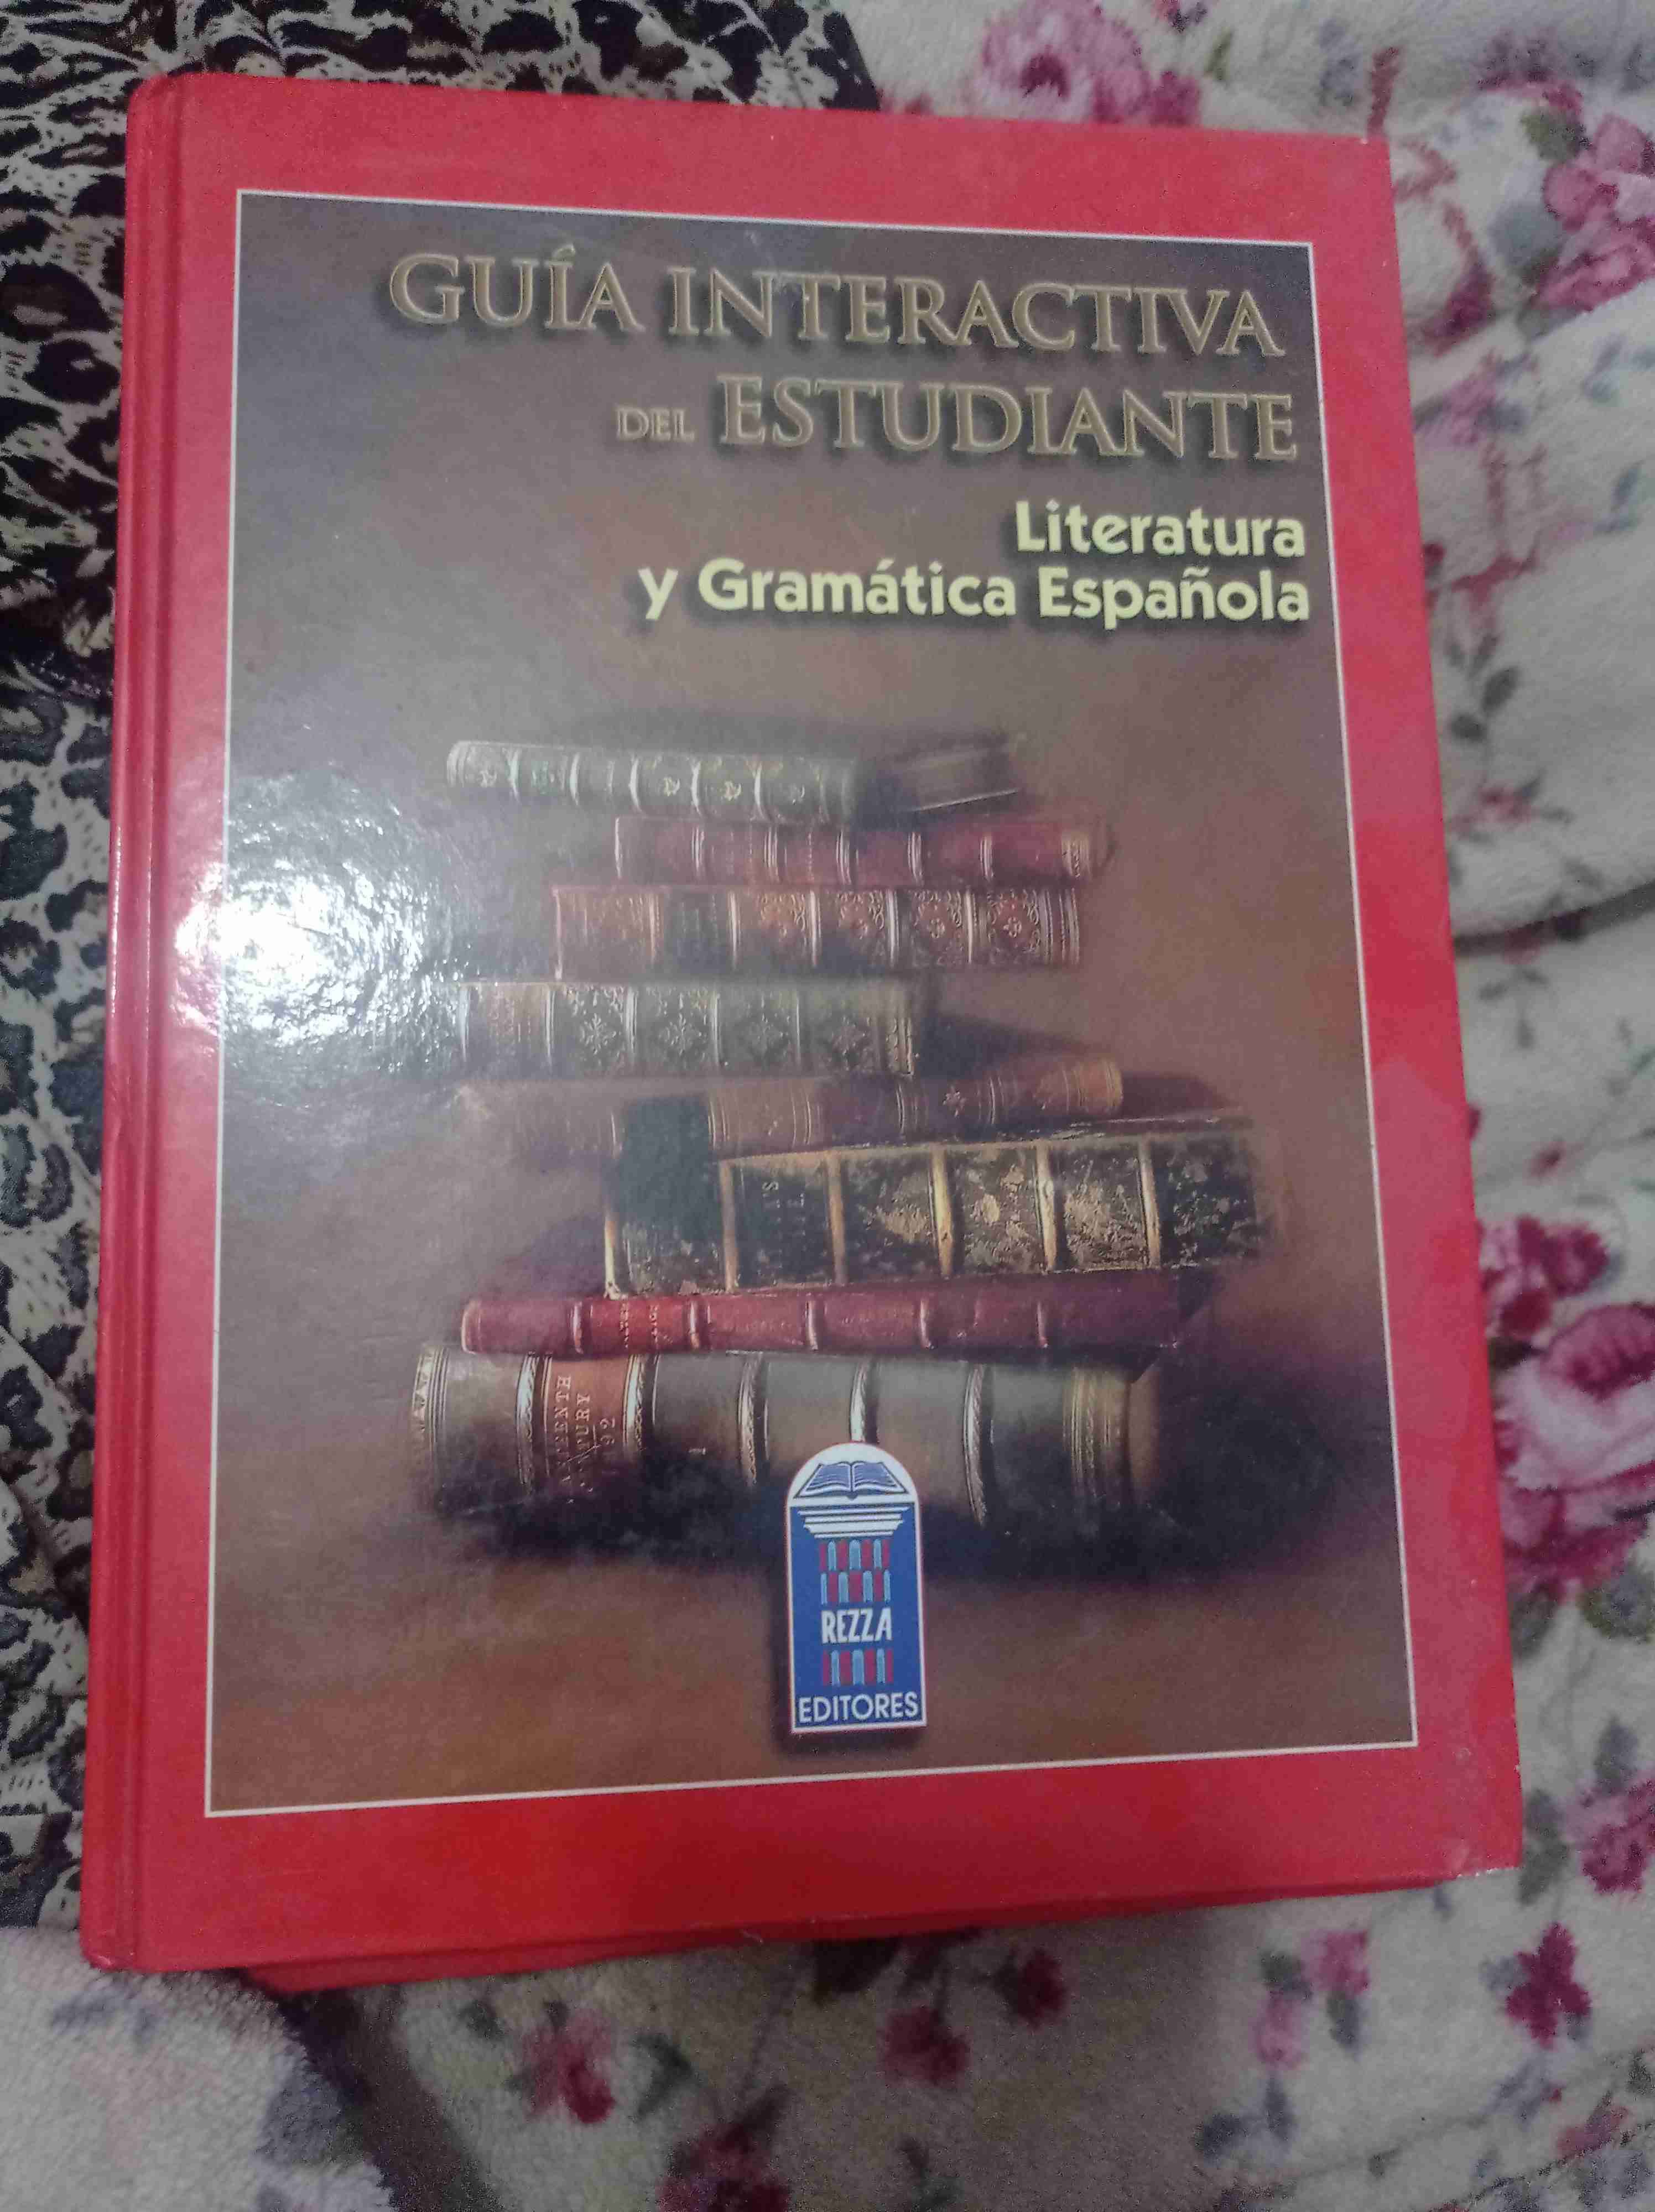 GUÍA INTERACTIVA
DEL ESTUDIANTE
Literatura
y Gramática Española
REZZA
EDITORES